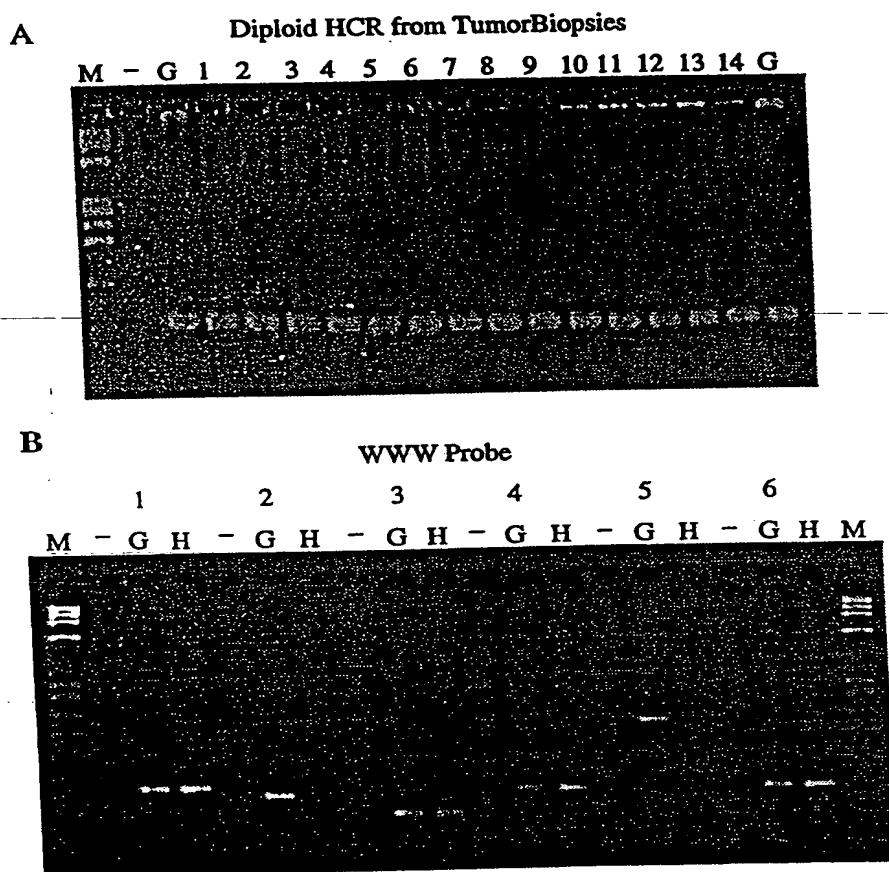 A
Diploid HCR from TumorBiopsies
M – G 1 2 3 4 5 6 7 8 9 10 11 12 13 14 G
B
WWW Probe
1 2 3 4 5 6
M – G H – G H – G H – G H – G H – G H M